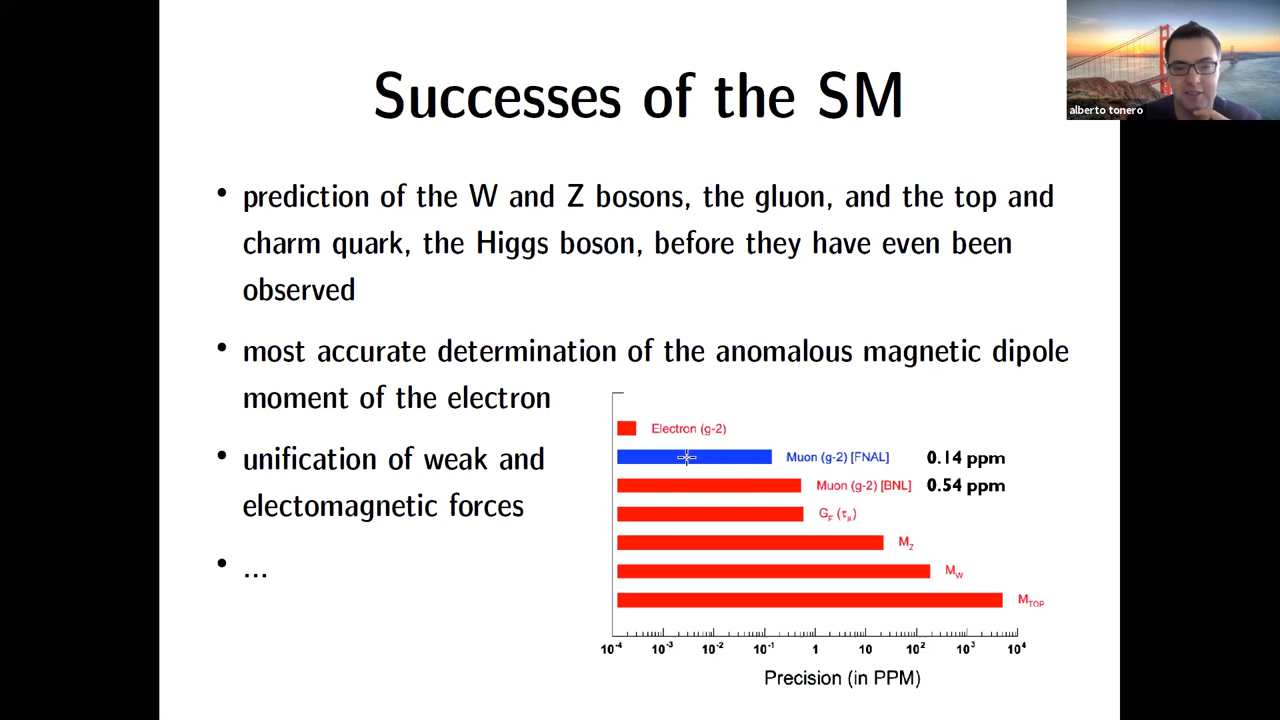 Successes of the SM
alberto tonero
• prediction of the W and Z bosons, the gluon, and the top and
charm quark, the Higgs boson, before they have even been
observed
• most accurate determination of the anomalous magnetic dipole
moment of the electron
• unification of weak and
electomagnetic forces
• ...
Electron (g-2)
Muon (g-2) [FNAL] 0.14 ppm
Muon (g-2) [BNL] 0.54 ppm
G_F (τ_μ)
M_Z
M_W
M_TOP
10^-4 10^-3 10^-2 10^-1 1 10 10^2 10^3 10^4
Precision (in PPM)